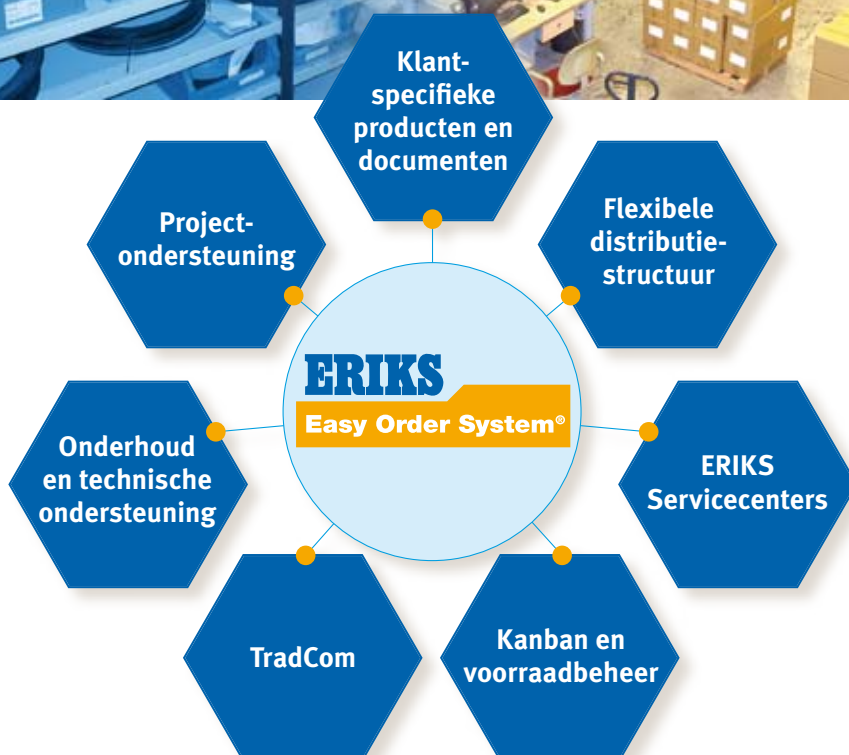 Klant-
specifieke
producten en
documenten
Project-
ondersteuning
Flexibele
distributie-
structuur
ERIKS
Easy Order System®
Onderhoud
en technische
ondersteuning
ERIKS
Servicecenters
TradCom
Kanban en
voorraadbeheer